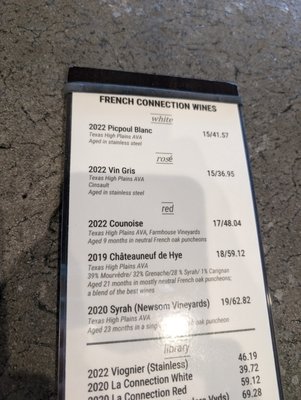 FRENCH CONNECTION WINES
white
2022 Picpoul Blanc 15/41.57
Texas High Plains AVA
Aged in stainless steel
rosé
2022 Vin Gris 15/36.95
Texas High Plains AVA
Cinsault
Aged in stainless steel
red
2022 Counoise 17/48.04
Texas High Plains AVA, Farmhouse Vineyards
Aged 9 months in neutral French oak puncheons
2019 Châteauneuf de Hye 18/59.12
Texas High Plains AVA
39% Mourvèdre/ 32% Grenache/28 % Syrah/ 1% Carignan
Aged 21 months in mostly neutral French oak puncheons;
a blend of the best wines
2020 Syrah (Newsom Vineyards) 19/62.82
Texas High Plains AVA
Aged 23 months in a French oak puncheon
library
2022 Viognier (Stainless) 46.19
2020 La Connection White 39.72
2020 La Connection Red 59.12
69.28